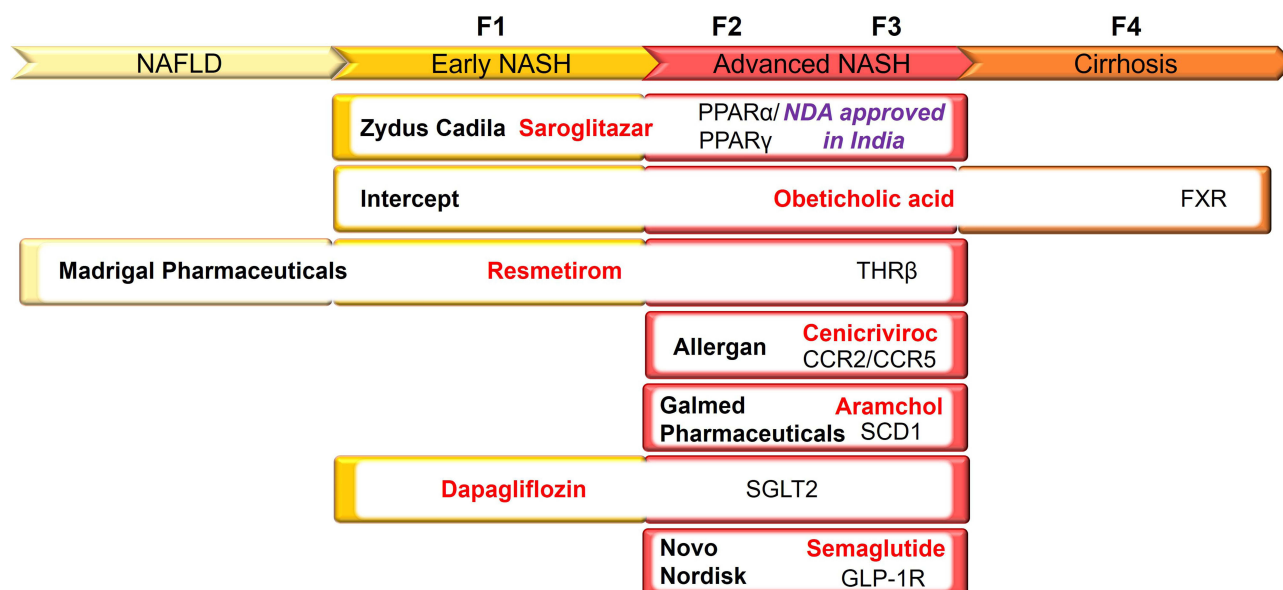 F1 F2 F3 F4
NAFLD Early NASH Advanced NASH Cirrhosis
Zydus Cadila Saroglitazar PPARα/ NDA approved
PPARγ in India
Intercept Obeticholic acid FXR
Madrigal Pharmaceuticals Resmetirom THRβ
Allergan Cenicriviroc
CCR2/CCR5
Galmed Aramchol
Pharmaceuticals SCD1
Dapagliflozin SGLT2
Novo Semaglutide
Nordisk GLP-1R